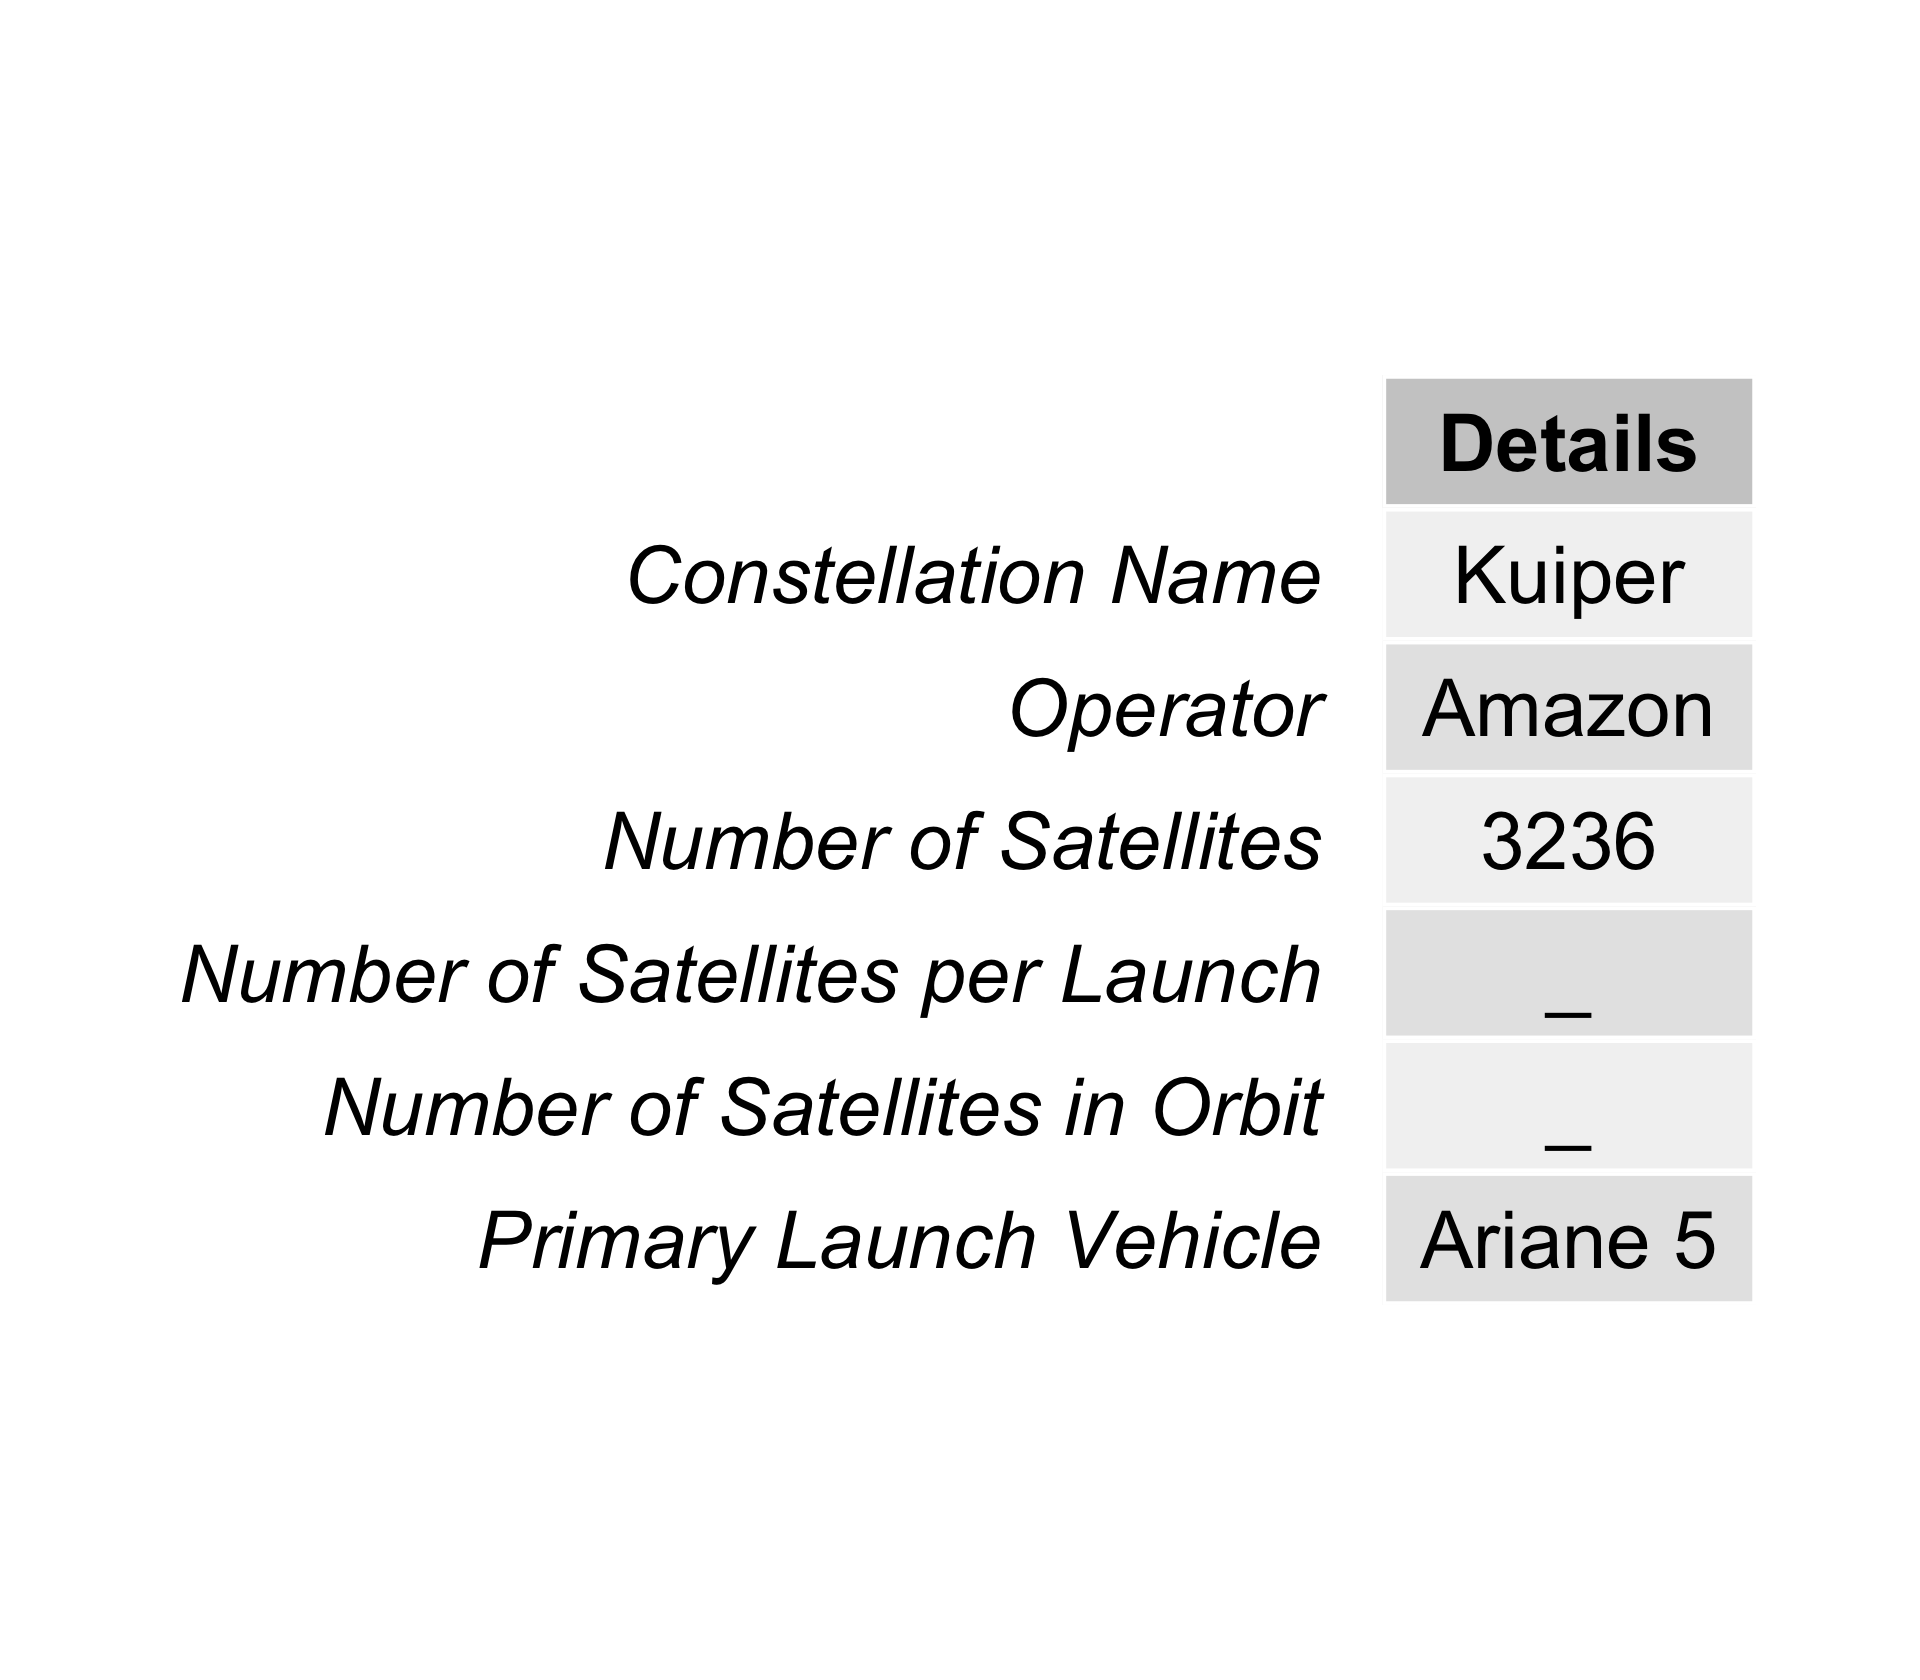 Details
Constellation Name Kuiper
Operator Amazon
Number of Satellites 3236
Number of Satellites per Launch _
Number of Satellites in Orbit _
Primary Launch Vehicle Ariane 5